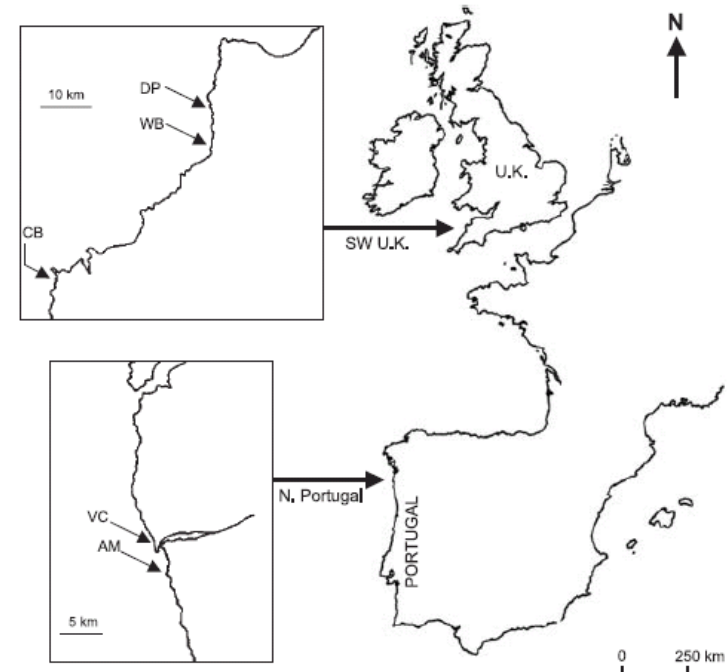 N
10 km
DP
WB
CB
U.K.
SW U.K.
N. Portugal
PORTUGAL
VC
AM
5 km
0 250 km